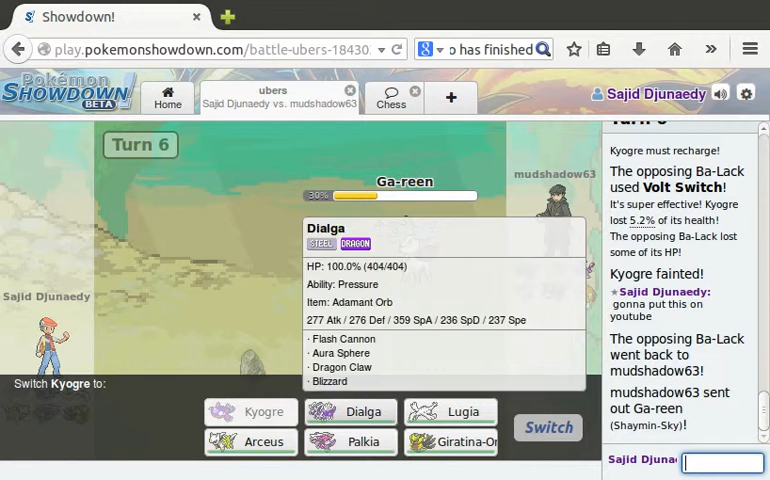 Showdown!
play.pokemonshowdown.com/battle-ubers-18430
o has finished
Pokémon
SHOWDOWN!
BETA
Home
ubers
Sajid Djunaedy vs. mudshadow63
Chess
Sajid Djunaedy
Turn 6
Ga-reen
30%
mudshadow63
Sajid Djunaedy
Dialga
STEEL DRAGON
HP: 100.0% (404/404)
Ability: Pressure
Item: Adamant Orb
277 Atk / 276 Def / 359 SpA / 236 SpD / 237 Spe
· Flash Cannon
· Aura Sphere
· Dragon Claw
· Blizzard
Switch Kyogre to:
Kyogre
Dialga
Lugia
Arceus
Palkia
Giratina-Or
Switch
Turn 6
Kyogre must recharge!
The opposing Ba-Lack
used Volt Switch!
It's super effective! Kyogre
lost 5.2% of its health!
The opposing Ba-Lack lost
some of its HP!
Kyogre fainted!
★Sajid Djunaedy:
gonna put this on
youtube
The opposing Ba-Lack
went back to
mudshadow63!
mudshadow63 sent
out Ga-reen
(Shaymin-Sky)!
Sajid Djunae